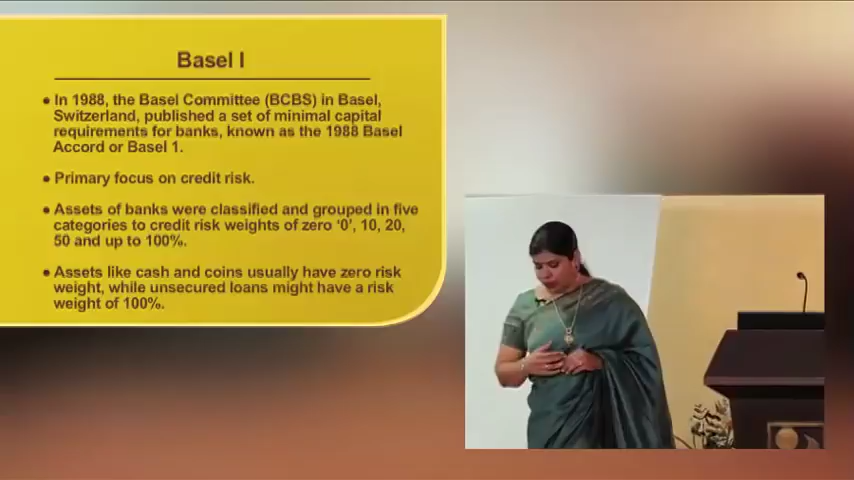 Basel I
• In 1988, the Basel Committee (BCBS) in Basel,
Switzerland, published a set of minimal capital
requirements for banks, known as the 1988 Basel
Accord or Basel 1.
• Primary focus on credit risk.
• Assets of banks were classified and grouped in five
categories to credit risk weights of zero ‘0’, 10, 20,
50 and up to 100%.
• Assets like cash and coins usually have zero risk
weight, while unsecured loans might have a risk
weight of 100%.